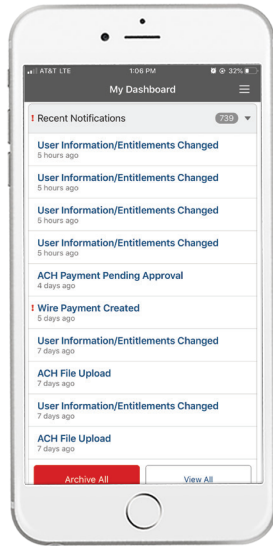 AT&T LTE 1:06 PM 32%
My Dashboard
! Recent Notifications 739
User Information/Entitlements Changed
5 hours ago
User Information/Entitlements Changed
5 hours ago
User Information/Entitlements Changed
5 hours ago
User Information/Entitlements Changed
5 hours ago
ACH Payment Pending Approval
4 days ago
! Wire Payment Created
5 days ago
User Information/Entitlements Changed
7 days ago
ACH File Upload
7 days ago
User Information/Entitlements Changed
7 days ago
ACH File Upload
7 days ago
Archive All View All